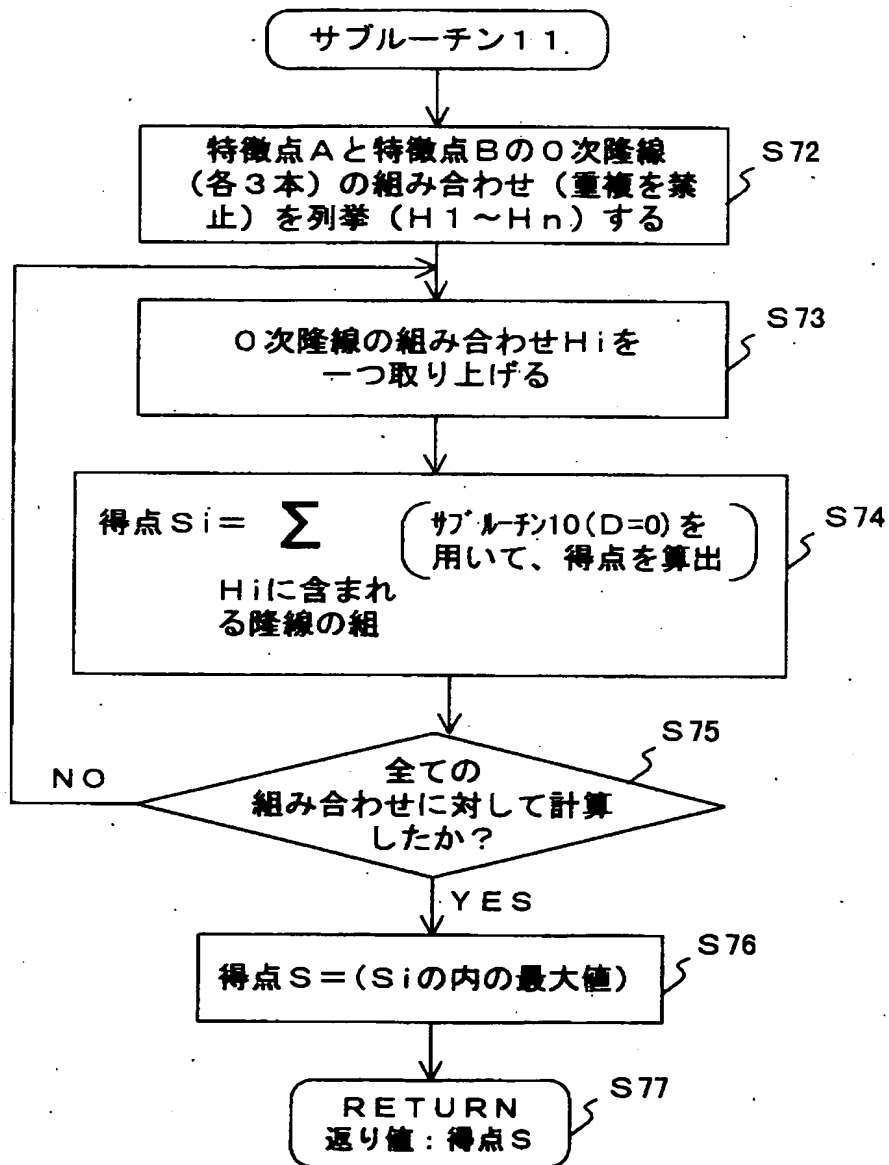 サブルーチン11
特徴点Aと特徴点Bの0次隆線
(各3本)の組み合わせ(重複を禁
止)を列挙(H1~Hn)する
S72
0次隆線の組み合わせHiを
一つ取り上げる
S73
得点Si= Σ
サブルーチン10(D=0)を
用いて、得点を算出
Hiに含まれ
る隆線の組
S74
全ての
組み合わせに対して計算
したか?
S75
NO
YES
得点S=(Siの内の最大値)
S76
RETURN
返り値:得点S
S77